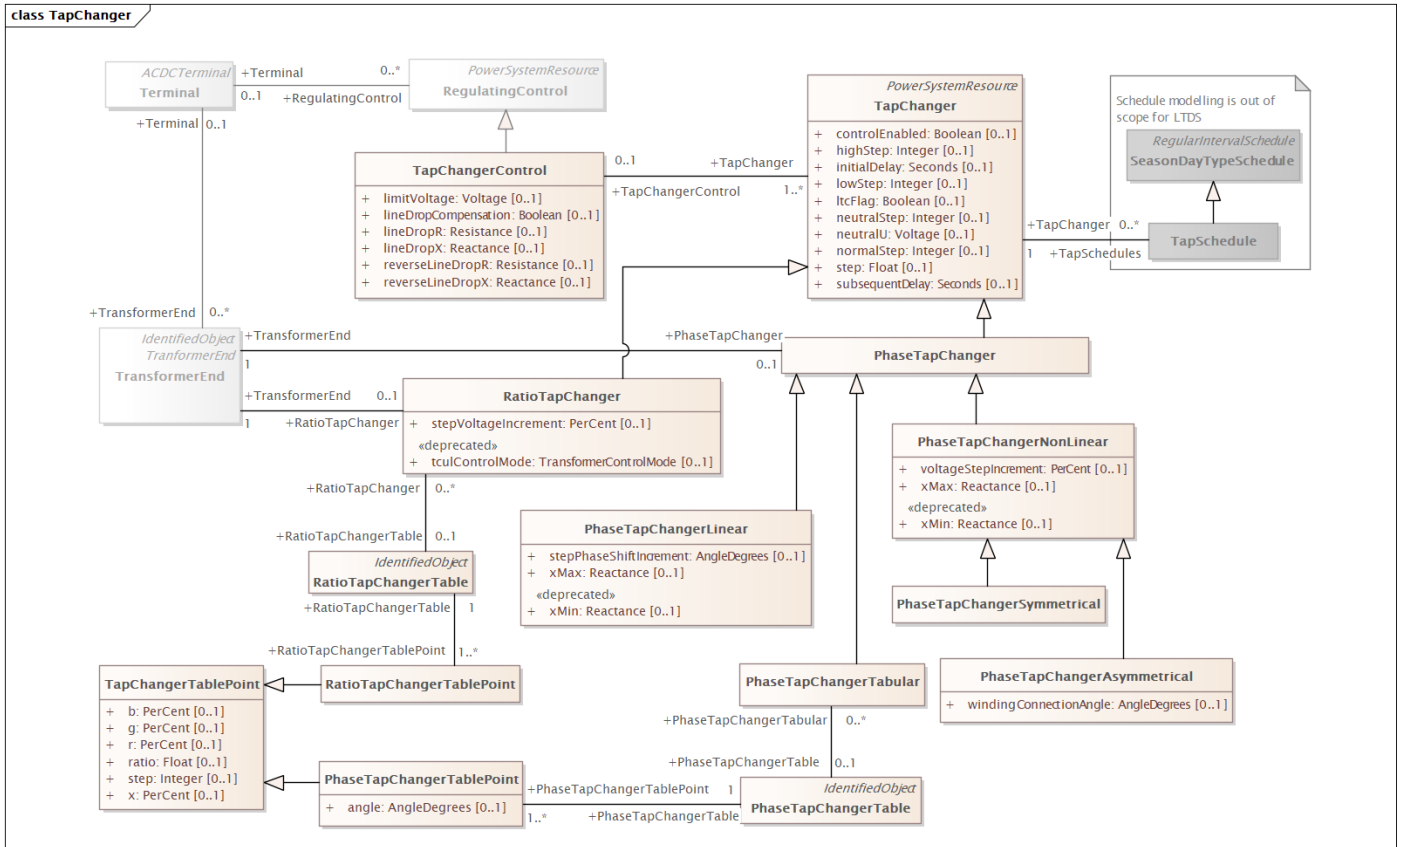 class TapChanger
ACDCTerminal
Terminal
+Terminal
0..*
0..1
+RegulatingControl
PowerSystemResource
RegulatingControl
+Terminal
0..1
PowerSystemResource
TapChanger
+ controlEnabled: Boolean [0..1]
+ highStep: Integer [0..1]
+ initialDelay: Seconds [0..1]
+ lowStep: Integer [0..1]
+ ltcFlag: Boolean [0..1]
+ neutralStep: Integer [0..1]
+ neutralU: Voltage [0..1]
+ normalStep: Integer [0..1]
+ step: Float [0..1]
+ subsequentDelay: Seconds [0..1]
Schedule modelling is out of
scope for LTDS
RegularIntervalSchedule
SeasonDayTypeSchedule
TapChangerControl
+ limitVoltage: Voltage [0..1]
+ lineDropCompensation: Boolean [0..1]
+ lineDropR: Resistance [0..1]
+ lineDropX: Reactance [0..1]
+ reverseLineDropR: Resistance [0..1]
+ reverseLineDropX: Reactance [0..1]
0..1
+TapChanger
+TapChangerControl
1..*
+TapChanger
0..*
1
+TapSchedules
TapSchedule
+TransformerEnd
0..*
IdentifiedObject
TranformerEnd
TransformerEnd
+TransformerEnd
+PhaseTapChanger
1
0..1
PhaseTapChanger
+TransformerEnd
0..1
1
+RatioTapChanger
RatioTapChanger
+ stepVoltageIncrement: PerCent [0..1]
«deprecated»
+ tculControlMode: TransformerControlMode [0..1]
PhaseTapChangerNonLinear
+ voltageStepIncrement: PerCent [0..1]
+ xMax: Reactance [0..1]
«deprecated»
+ xMin: Reactance [0..1]
+RatioTapChanger
0..*
+RatioTapChangerTable
0..1
PhaseTapChangerLinear
+ stepPhaseShiftIncrement: AngleDegrees [0..1]
+ xMax: Reactance [0..1]
«deprecated»
+ xMin: Reactance [0..1]
IdentifiedObject
RatioTapChangerTable
+RatioTapChangerTable
1
PhaseTapChangerSymmetrical
+RatioTapChangerTablePoint
1..*
TapChangerTablePoint
+ b: PerCent [0..1]
+ g: PerCent [0..1]
+ r: PerCent [0..1]
+ ratio: Float [0..1]
+ step: Integer [0..1]
+ x: PerCent [0..1]
RatioTapChangerTablePoint
PhaseTapChangerTabular
PhaseTapChangerAsymmetrical
+ windingConnectionAngle: AngleDegrees [0..1]
+PhaseTapChangerTabular
0..*
+PhaseTapChangerTable
0..1
PhaseTapChangerTablePoint
+ angle: AngleDegrees [0..1]
+PhaseTapChangerTablePoint
1
1..*
+PhaseTapChangerTable
IdentifiedObject
PhaseTapChangerTable